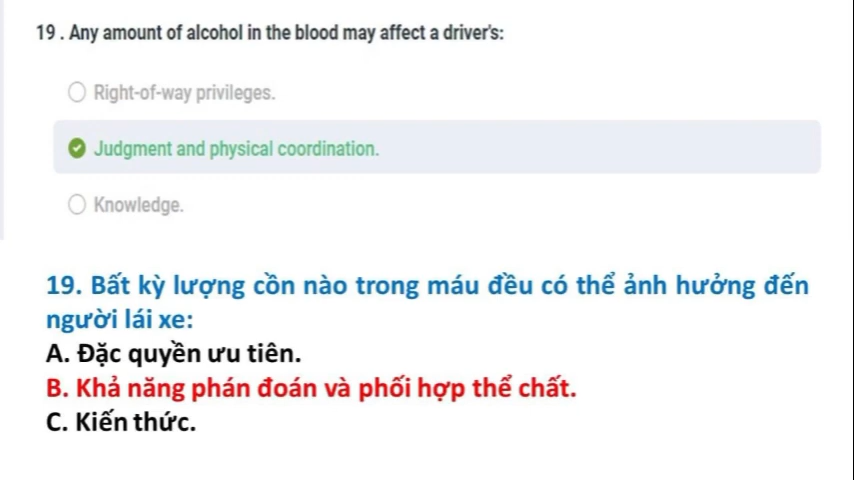 19 . Any amount of alcohol in the blood may affect a driver's:
Right-of-way privileges.
Judgment and physical coordination.
Knowledge.
19. Bất kỳ lượng cồn nào trong máu đều có thể ảnh hưởng đến
người lái xe:
A. Đặc quyền ưu tiên.
B. Khả năng phán đoán và phối hợp thể chất.
C. Kiến thức.